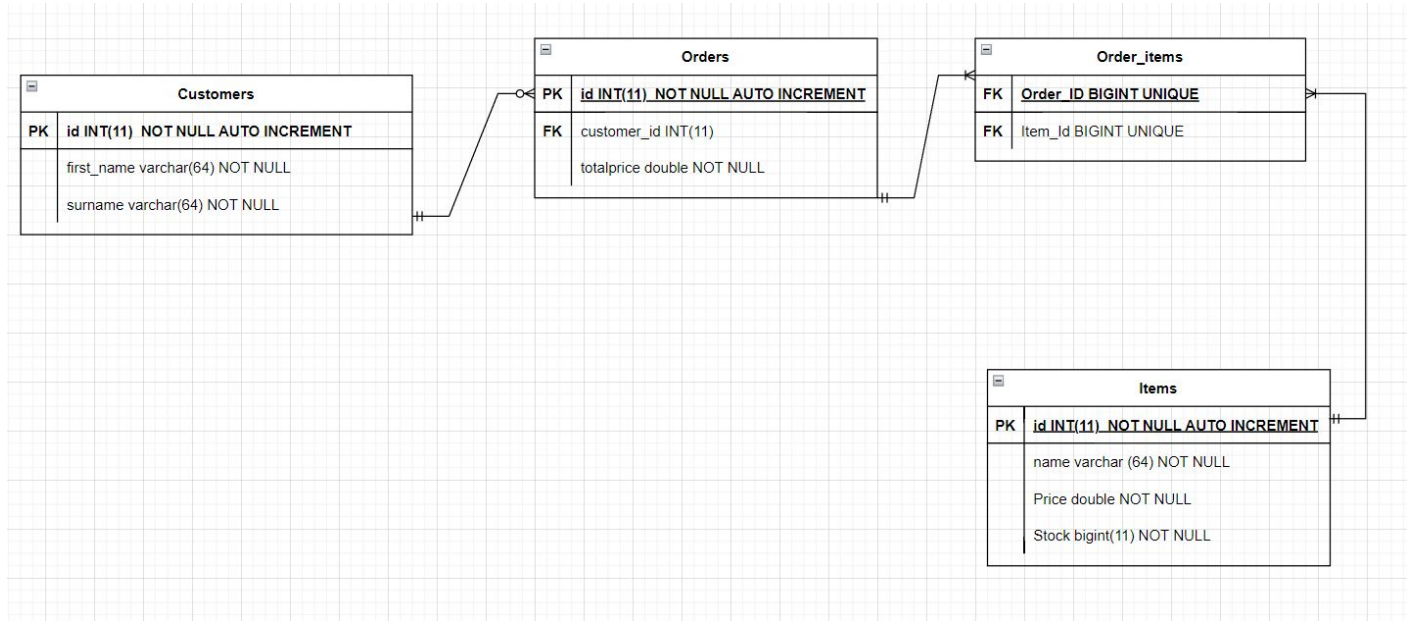 Customers
PK id INT(11) NOT NULL AUTO INCREMENT
first_name varchar(64) NOT NULL
surname varchar(64) NOT NULL
Orders
PK id INT(11) NOT NULL AUTO INCREMENT
FK customer_id INT(11)
totalprice double NOT NULL
Order_items
FK Order_ID BIGINT UNIQUE
FK Item_Id BIGINT UNIQUE
Items
PK id INT(11) NOT NULL AUTO INCREMENT
name varchar (64) NOT NULL
Price double NOT NULL
Stock bigint(11) NOT NULL